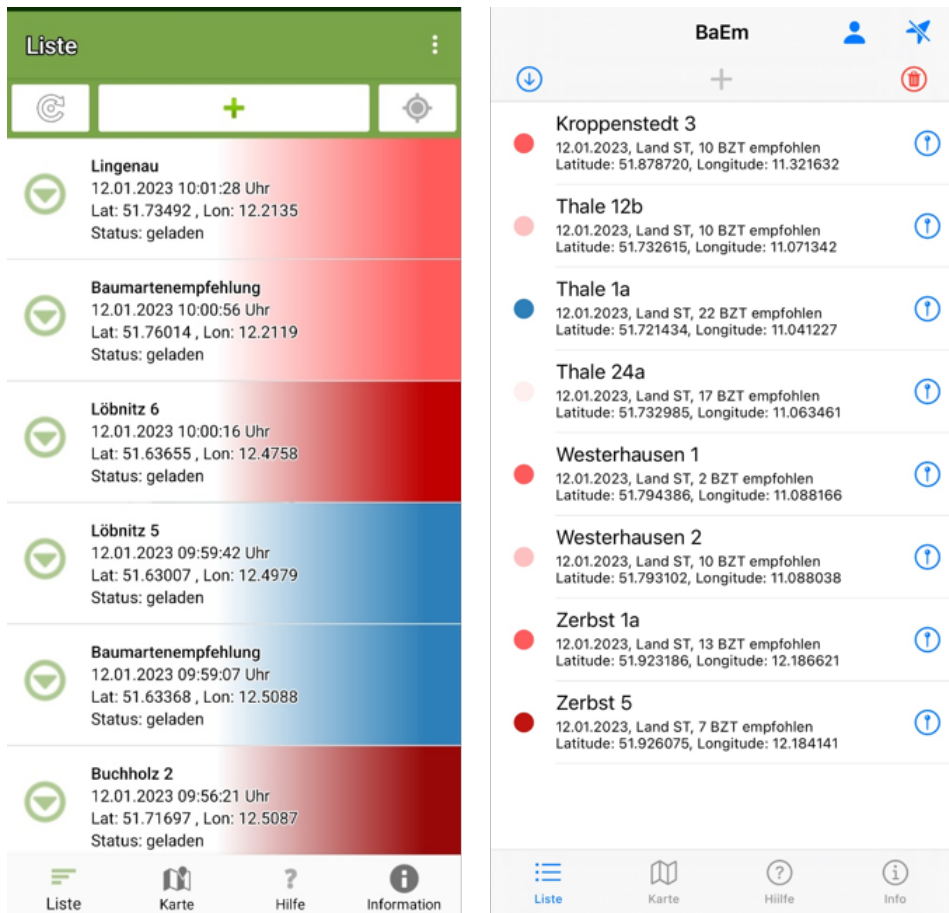 Liste
Lingenau
12.01.2023 10:01:28 Uhr
Lat: 51.73492 , Lon: 12.2135
Status: geladen
Baumartenempfehlung
12.01.2023 10:00:56 Uhr
Lat: 51.76014 , Lon: 12.2119
Status: geladen
Löbnitz 6
12.01.2023 10:00:16 Uhr
Lat: 51.63655 , Lon: 12.4758
Status: geladen
Löbnitz 5
12.01.2023 09:59:42 Uhr
Lat: 51.63007 , Lon: 12.4979
Status: geladen
Baumartenempfehlung
12.01.2023 09:59:07 Uhr
Lat: 51.63368 , Lon: 12.5088
Status: geladen
Buchholz 2
12.01.2023 09:56:21 Uhr
Lat: 51.71697 , Lon: 12.5087
Status: geladen
Liste Karte Hilfe Information
BaEm
Kroppenstedt 3
12.01.2023, Land ST, 10 BZT empfohlen
Latitude: 51.878720, Longitude: 11.321632
Thale 12b
12.01.2023, Land ST, 10 BZT empfohlen
Latitude: 51.732615, Longitude: 11.071342
Thale 1a
12.01.2023, Land ST, 22 BZT empfohlen
Latitude: 51.721434, Longitude: 11.041227
Thale 24a
12.01.2023, Land ST, 17 BZT empfohlen
Latitude: 51.732985, Longitude: 11.063461
Westerhausen 1
12.01.2023, Land ST, 2 BZT empfohlen
Latitude: 51.794386, Longitude: 11.088166
Westerhausen 2
12.01.2023, Land ST, 10 BZT empfohlen
Latitude: 51.793102, Longitude: 11.088038
Zerbst 1a
12.01.2023, Land ST, 13 BZT empfohlen
Latitude: 51.923186, Longitude: 12.186621
Zerbst 5
12.01.2023, Land ST, 7 BZT empfohlen
Latitude: 51.926075, Longitude: 12.184141
Liste Karte Hiilfe Info